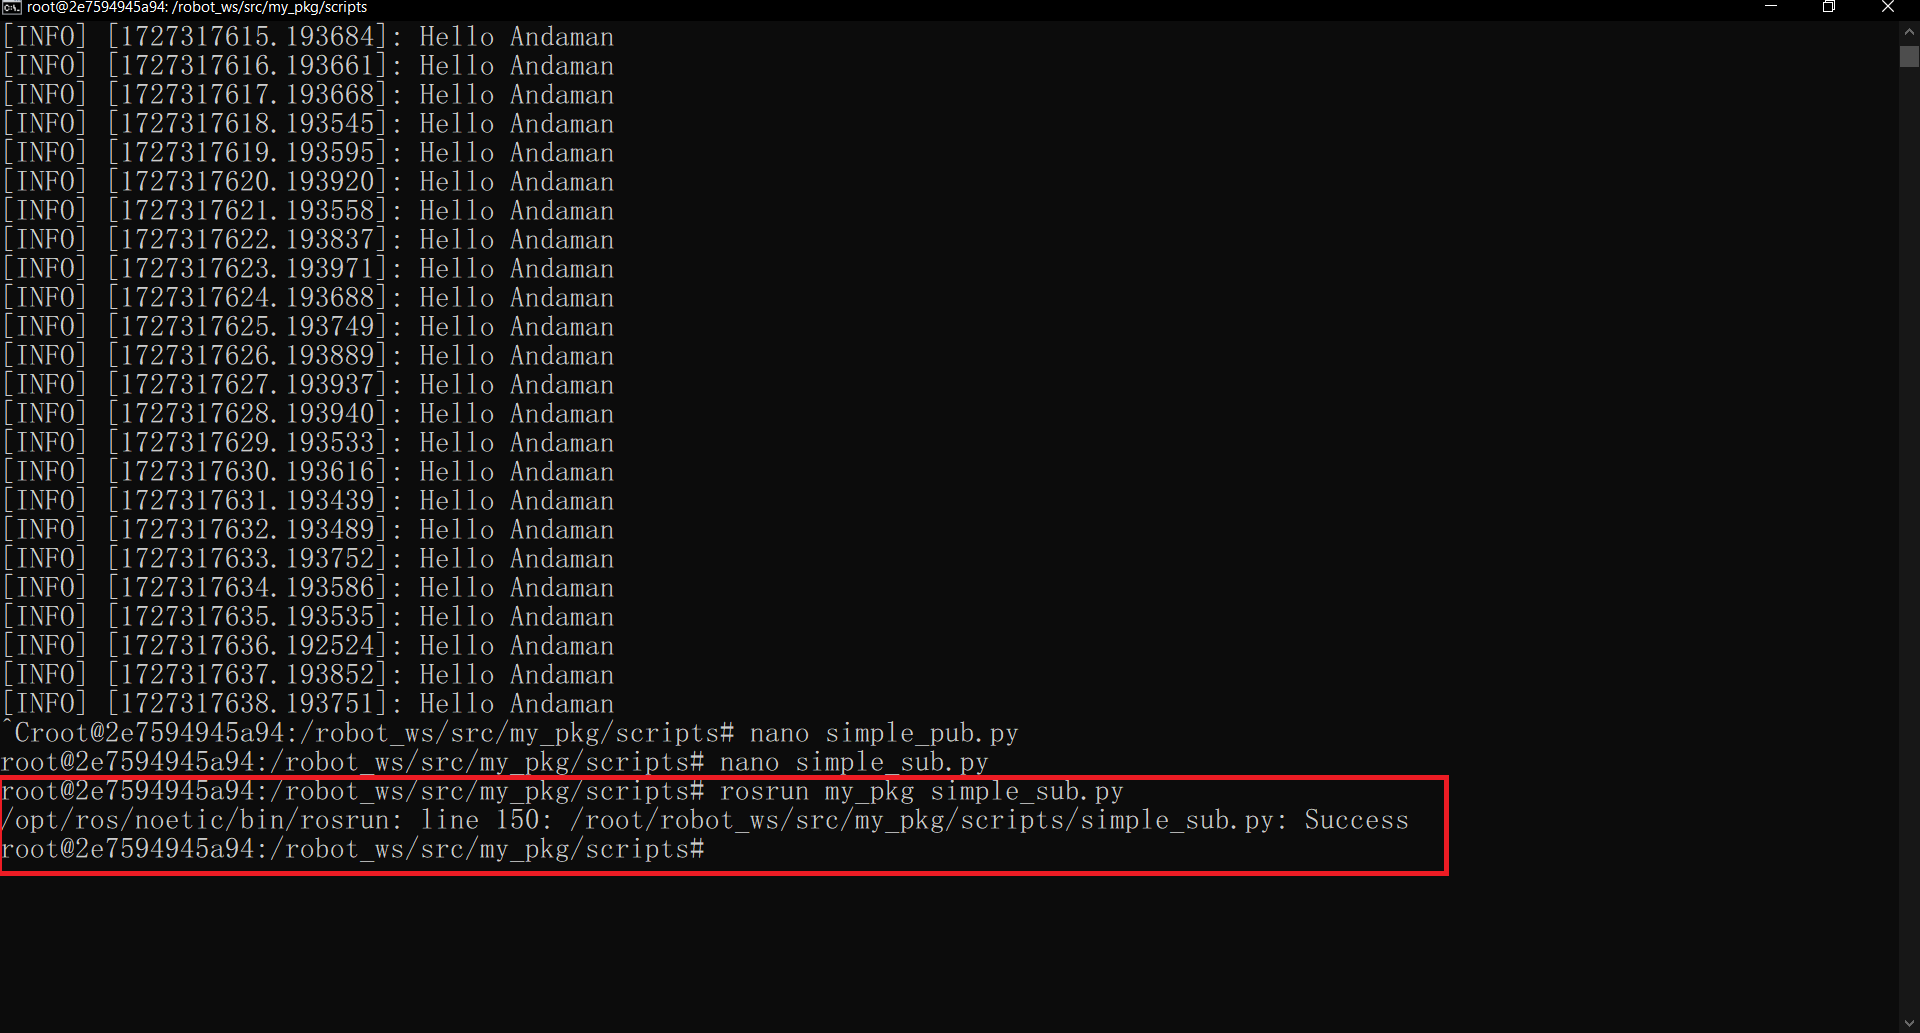 root@2e7594945a94: /robot_ws/src/my_pkg/scripts
[INFO] [1727317615.193684]: Hello Andaman
[INFO] [1727317616.193661]: Hello Andaman
[INFO] [1727317617.193668]: Hello Andaman
[INFO] [1727317618.193545]: Hello Andaman
[INFO] [1727317619.193595]: Hello Andaman
[INFO] [1727317620.193920]: Hello Andaman
[INFO] [1727317621.193558]: Hello Andaman
[INFO] [1727317622.193837]: Hello Andaman
[INFO] [1727317623.193971]: Hello Andaman
[INFO] [1727317624.193688]: Hello Andaman
[INFO] [1727317625.193749]: Hello Andaman
[INFO] [1727317626.193889]: Hello Andaman
[INFO] [1727317627.193937]: Hello Andaman
[INFO] [1727317628.193940]: Hello Andaman
[INFO] [1727317629.193533]: Hello Andaman
[INFO] [1727317630.193616]: Hello Andaman
[INFO] [1727317631.193439]: Hello Andaman
[INFO] [1727317632.193489]: Hello Andaman
[INFO] [1727317633.193752]: Hello Andaman
[INFO] [1727317634.193586]: Hello Andaman
[INFO] [1727317635.193535]: Hello Andaman
[INFO] [1727317636.192524]: Hello Andaman
[INFO] [1727317637.193852]: Hello Andaman
[INFO] [1727317638.193751]: Hello Andaman
^Croot@2e7594945a94:/robot_ws/src/my_pkg/scripts# nano simple_pub.py
root@2e7594945a94:/robot_ws/src/my_pkg/scripts# nano simple_sub.py
root@2e7594945a94:/robot_ws/src/my_pkg/scripts# rosrun my_pkg simple_sub.py
/opt/ros/noetic/bin/rosrun: line 150: /root/robot_ws/src/my_pkg/scripts/simple_sub.py: Success
root@2e7594945a94:/robot_ws/src/my_pkg/scripts#